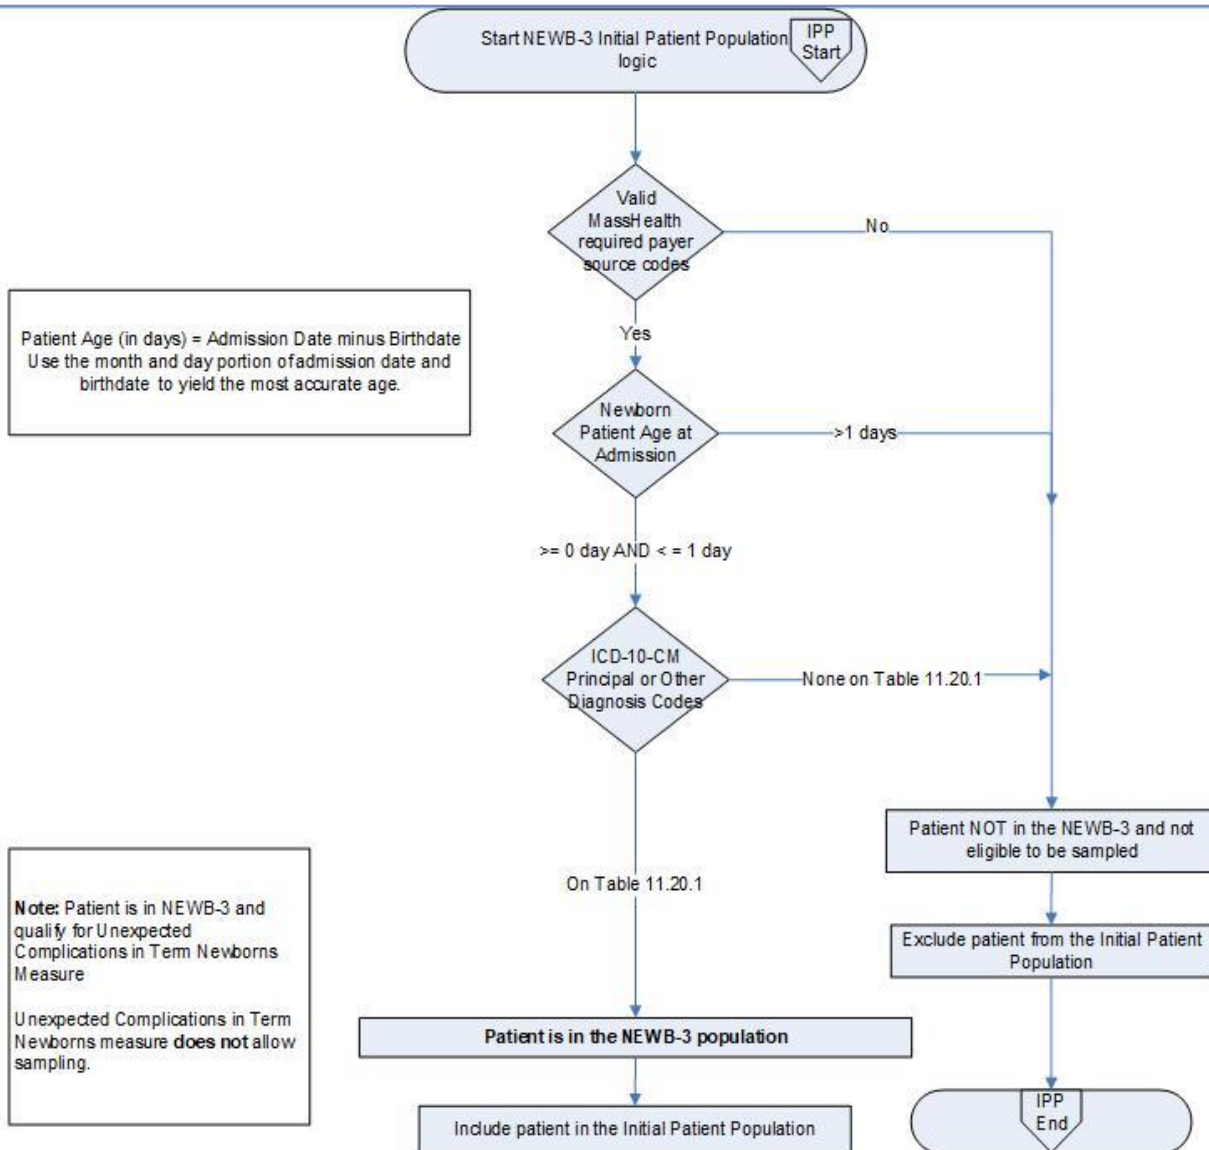 Start NEWB-3 Initial Patient Population
logic
IPP
Start
Valid
MassHealth
required payer
source codes
No
Yes
Patient Age (in days) = Admission Date minus Birthdate
Use the month and day portion of admission date and
birthdate to yield the most accurate age.
Newborn
Patient Age at
Admission
>1 days
>= 0 day AND < = 1 day
ICD-10-CM
Principal or Other
Diagnosis Codes
None on Table 11.20.1
On Table 11.20.1
Patient NOT in the NEWB-3 and not
eligible to be sampled
Exclude patient from the Initial Patient
Population
Note: Patient is in NEWB-3 and
qualify for Unexpected
Complications in Term Newborns
Measure
Unexpected Complications in Term
Newborns measure does not allow
sampling.
Patient is in the NEWB-3 population
Include patient in the Initial Patient Population
IPP
End